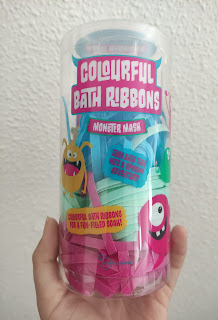 COLOURFUL
BATH RIBBONS
MONSTER MASH
COLOURFUL BATH RIBBONS
FOR A FUN-FILLED SOAK!